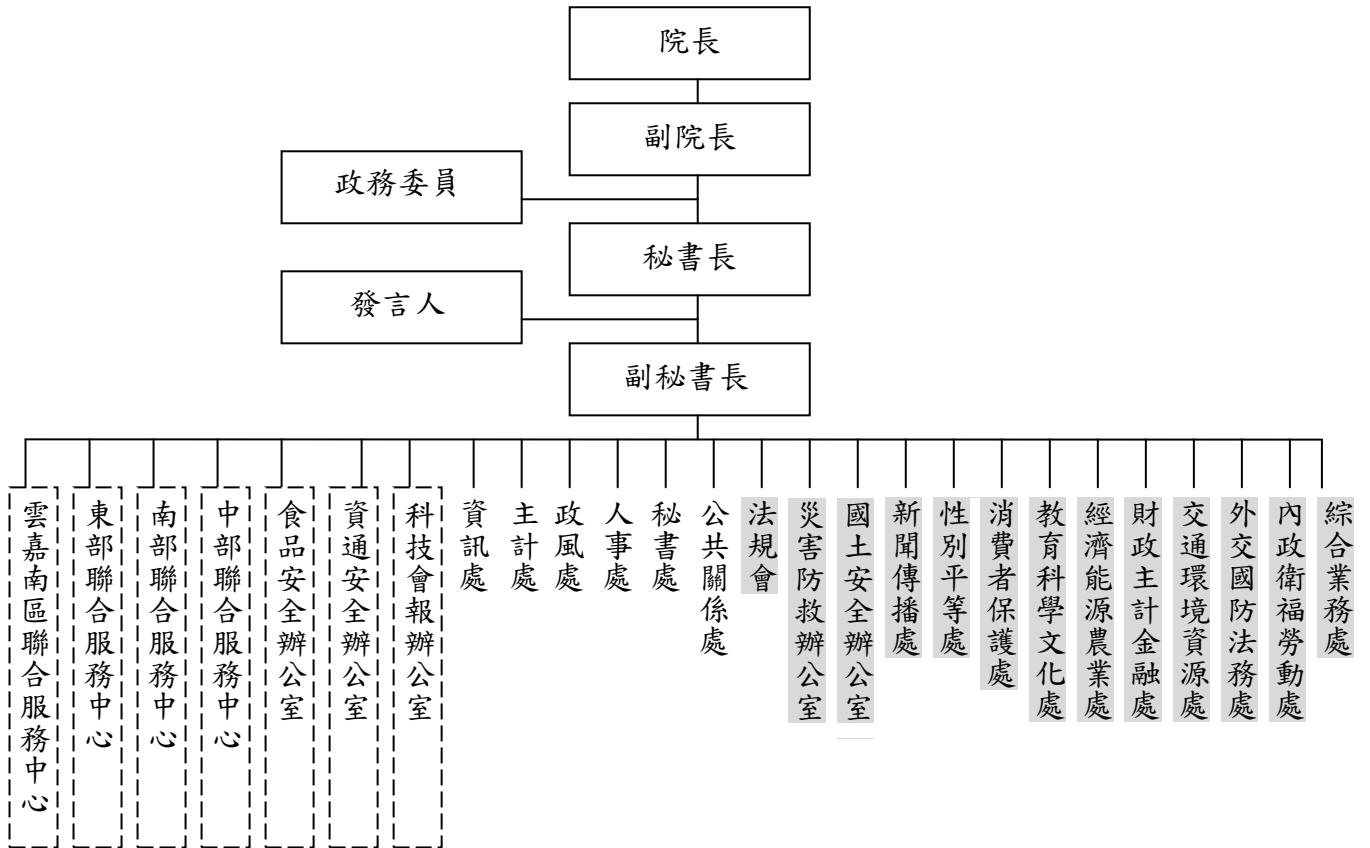 院長
副院長
政務委員
秘書長
發言人
副秘書長
綜合業務處
內政衛福勞動處
外交國防法務處
交通環境資源處
財政主計金融處
經濟能源農業處
教育科學文化處
消費者保護處
性別平等處
新聞傳播處
國土安全辦公室
災害防救辦公室
法規會
公共關係處
秘書處
人事處
政風處
主計處
資訊處
科技會報辦公室
資通安全辦公室
食品安全辦公室
中部聯合服務中心
南部聯合服務中心
東部聯合服務中心
雲嘉南區聯合服務中心